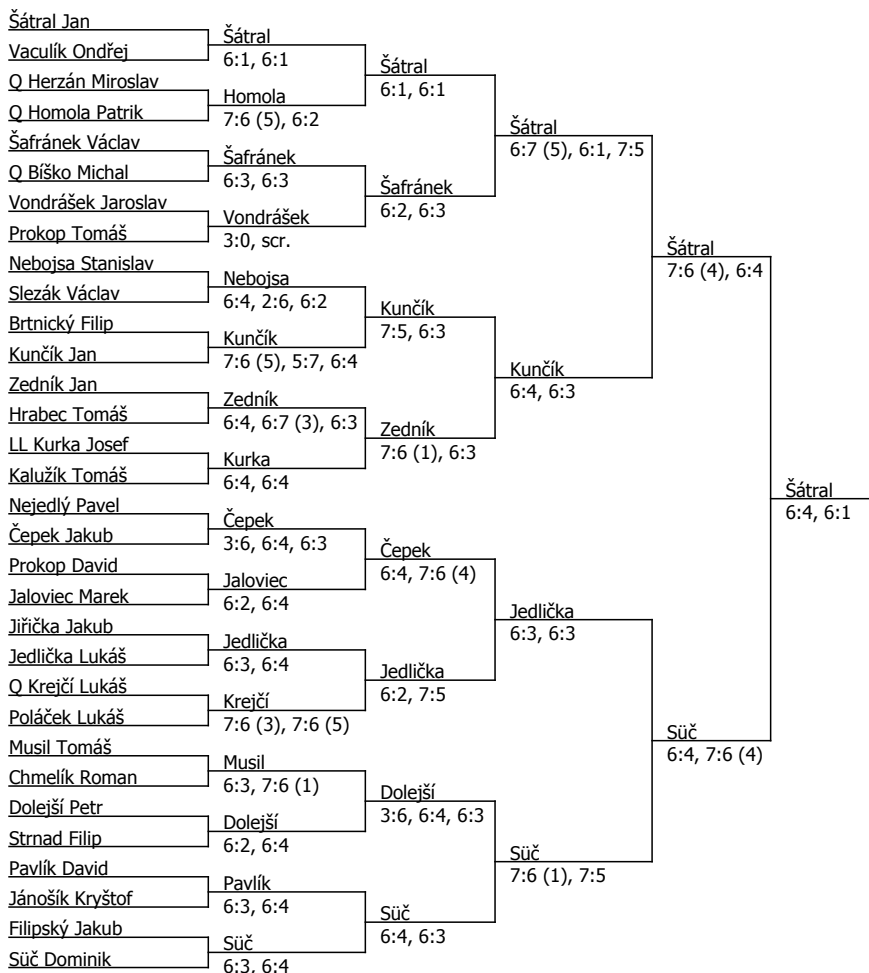 Šátral Jan
Vaculík Ondřej
Q Herzán Miroslav
Q Homola Patrik
Šafránek Václav
Q Bíško Michal
Vondrášek Jaroslav
Prokop Tomáš
Nebojsa Stanislav
Slezák Václav
Brtnický Filip
Kunčík Jan
Zedník Jan
Hrabec Tomáš
LL Kurka Josef
Kalužík Tomáš
Nejedlý Pavel
Čepek Jakub
Prokop David
Jaloviec Marek
Jiřička Jakub
Jedlička Lukáš
Q Krejčí Lukáš
Poláček Lukáš
Musil Tomáš
Chmelík Roman
Dolejší Petr
Strnad Filip
Pavlík David
Jánošík Kryštof
Filipský Jakub
Süč Dominik
Šátral
6:1, 6:1
Homola
7:6 (5), 6:2
Šafránek
6:3, 6:3
Vondrášek
3:0, scr.
Nebojsa
6:4, 2:6, 6:2
Kunčík
7:6 (5), 5:7, 6:4
Zedník
6:4, 6:7 (3), 6:3
Kurka
6:4, 6:4
Čepek
3:6, 6:4, 6:3
Jaloviec
6:2, 6:4
Jedlička
6:3, 6:4
Krejčí
7:6 (3), 7:6 (5)
Musil
6:3, 7:6 (1)
Dolejší
6:2, 6:4
Pavlík
6:3, 6:4
Süč
6:3, 6:4
Šátral
6:1, 6:1
Šafránek
6:2, 6:3
Kunčík
7:5, 6:3
Zedník
7:6 (1), 6:3
Čepek
6:4, 7:6 (4)
Jedlička
6:2, 7:5
Dolejší
3:6, 6:4, 6:3
Süč
6:4, 6:3
Šátral
6:7 (5), 6:1, 7:5
Kunčík
6:4, 6:3
Jedlička
6:3, 6:3
Süč
7:6 (1), 7:5
Šátral
7:6 (4), 6:4
Süč
6:4, 7:6 (4)
Šátral
6:4, 6:1